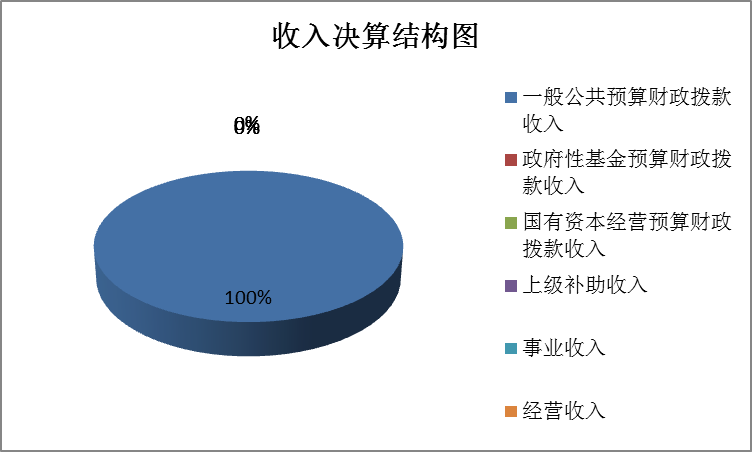 收入决算结构图
0%
0%
100%
一般公共预算财政拨款
收入
政府性基金预算财政拨
款收入
国有资本经营预算财政
拨款收入
上级补助收入
事业收入
经营收入